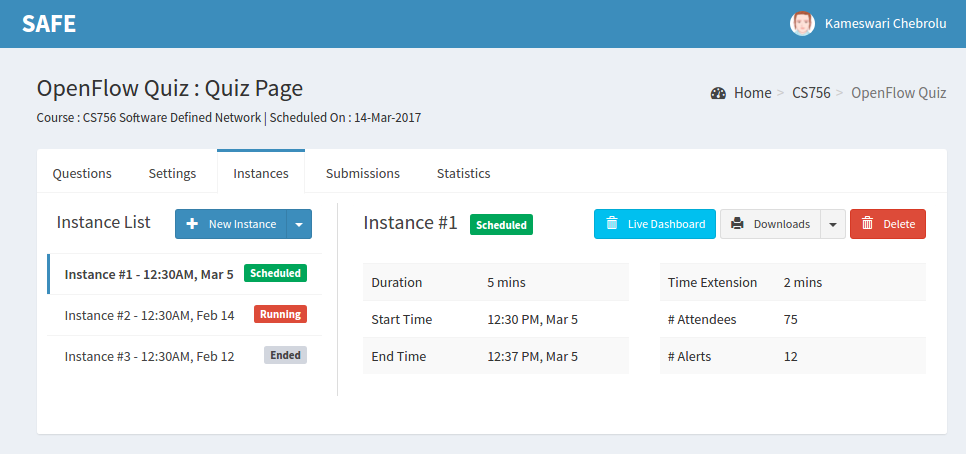 SAFE
Kameswari Chebrolu
OpenFlow Quiz : Quiz Page
Home > CS756 > OpenFlow Quiz
Course : CS756 Software Defined Network | Scheduled On : 14-Mar-2017
Questions Settings Instances Submissions Statistics
Instance List
New Instance
Instance #1 - 12:30AM, Mar 5 Scheduled
Instance #2 - 12:30AM, Feb 14 Running
Instance #3 - 12:30AM, Feb 12 Ended
Instance #1 Scheduled
Live Dashboard
Downloads
Delete
Duration 5 mins
Start Time 12:30 PM, Mar 5
End Time 12:37 PM, Mar 5
Time Extension 2 mins
# Attendees 75
# Alerts 12